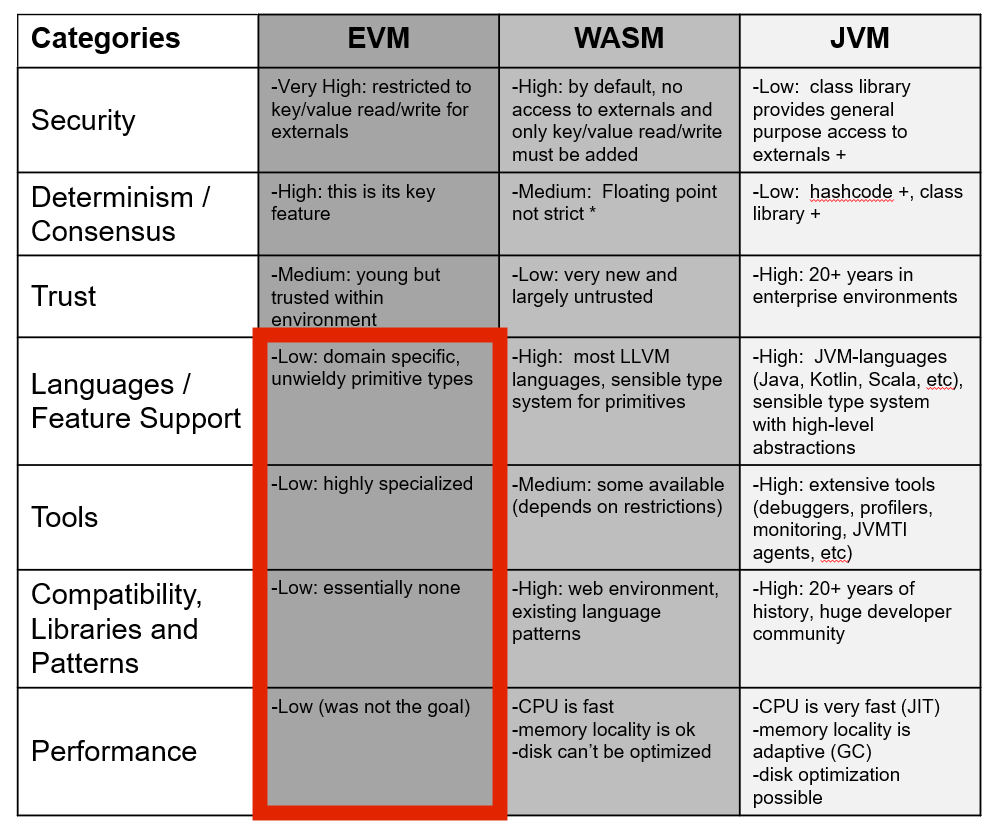 Categories
EVM
WASM
JVM
Security
-Very High: restricted to
key/value read/write for
externals
-High: by default, no
access to externals and
only key/value read/write
must be added
-Low:  class library
provides general
purpose access to
externals +
Determinism /
Consensus
-High: this is its key
feature
-Medium:  Floating point
not strict *
-Low:  hashcode +, class
library +
Trust
-Medium: young but
trusted within
environment
-Low: very new and
largely untrusted
-High: 20+ years in
enterprise environments
Languages /
Feature Support
-Low: domain specific,
unwieldy primitive types
-High:  most LLVM
languages, sensible type
system for primitives
-High:  JVM-languages
(Java, Kotlin, Scala, etc),
sensible type system
with high-level
abstractions
Tools
-Low: highly specialized
-Medium: some available
(depends on restrictions)
-High: extensive tools
(debuggers, profilers,
monitoring, JVMTI
agents, etc)
Compatibility,
Libraries and
Patterns
-Low: essentially none
-High: web environment,
existing language
patterns
-High: 20+ years of
history, huge developer
community
Performance
-Low (was not the goal)
-CPU is fast
-memory locality is ok
-disk can’t be optimized
-CPU is very fast (JIT)
-memory locality is
adaptive (GC)
-disk optimization
possible